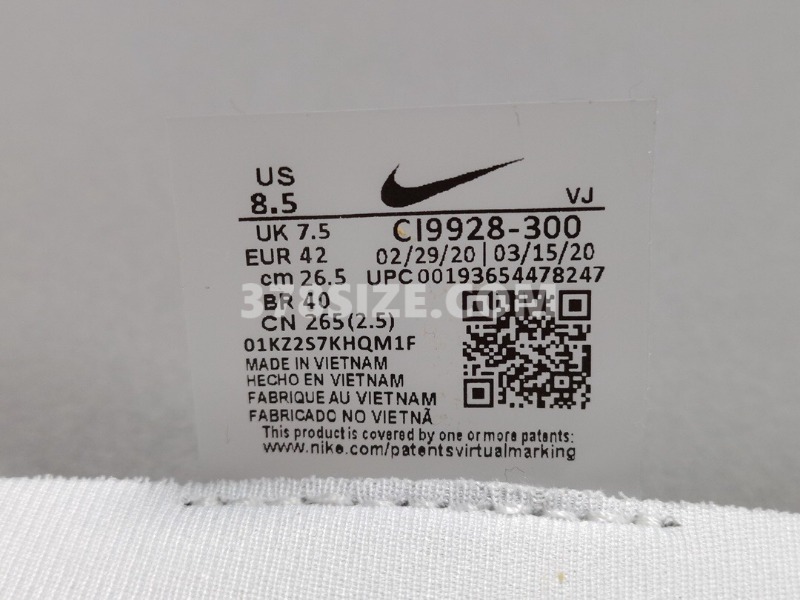 US
8.5
VJ
UK 7.5
CI9928-300
EUR 42
02/29/20 | 03/15/20
cm 26.5
UPC 00193654478247
378SIZE.COM
BR 40
CN 265(2.5)
01KZ2S7KHQM1F
MADE IN VIETNAM
HECHO EN VIETNAM
FABRIQUE AU VIETNAM
FABRICADO NO VIETNÃ
This product is covered by one or more patents:
www.nike.com/patentsvirtualmarking